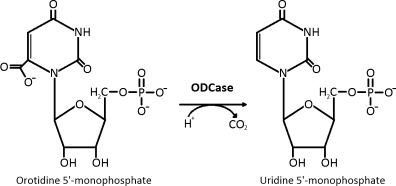 O
NH
O
O
O⁻
N
O
H₂C
O
P
O
O⁻
O⁻
O
OH OH
Orotidine 5'-monophosphate
ODCase
H⁺
CO₂
O
NH
N
O
H₂C
O
P
O
O⁻
O⁻
O
OH OH
Uridine 5'-monophosphate